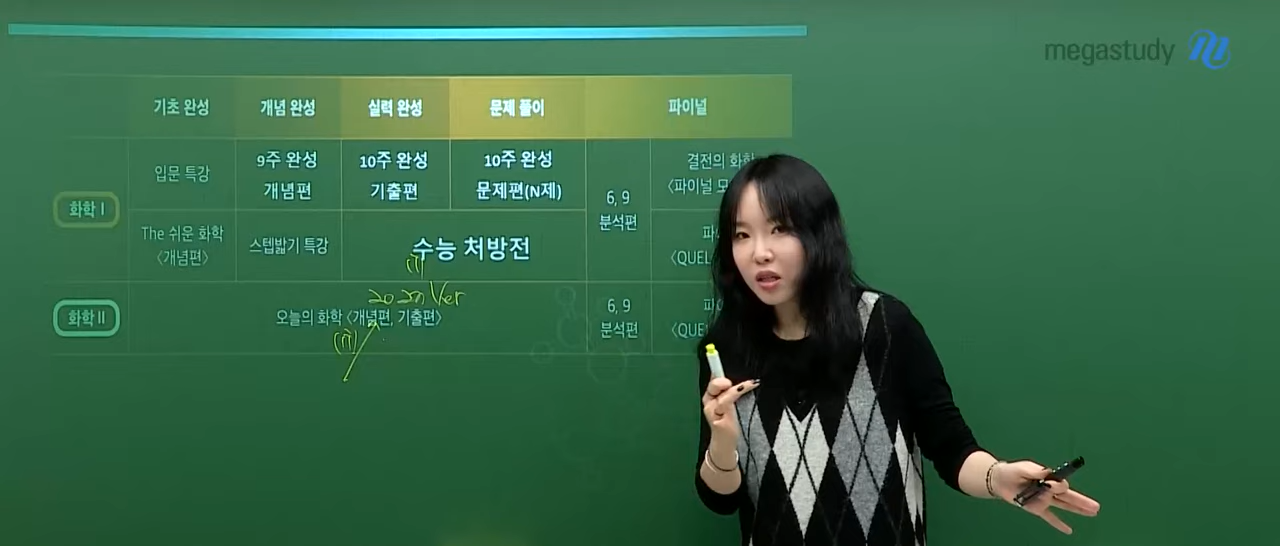 megastudy
기초 완성 개념 완성 실력 완성 문제 풀이 파이널
화학 I
입문 특강
9주 완성
개념편
10주 완성
기출편
10주 완성
문제편(N제)
6, 9
분석편
결전의 화학
〈파이널
The 쉬운 화학
〈개념편〉
스텝밟기 특강
수능 처방전
〈QUEL
화학 II
오늘의 화학 〈개념편, 기출편〉
6, 9
분석편
〈QUEL